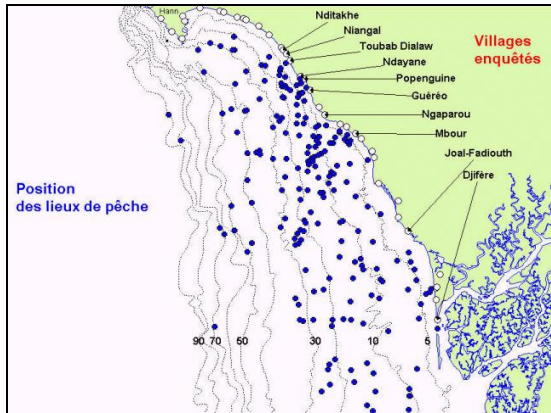 Hann
Nditakhe
Niangal
Toubab Dialaw
Ndayane
Popenguine
Guéréo
Ngaparou
Mbour
Joal-Fadiouth
Djifère
Villages
enquêtés
Position
des lieux de pêche
90 70 50 30 10 5